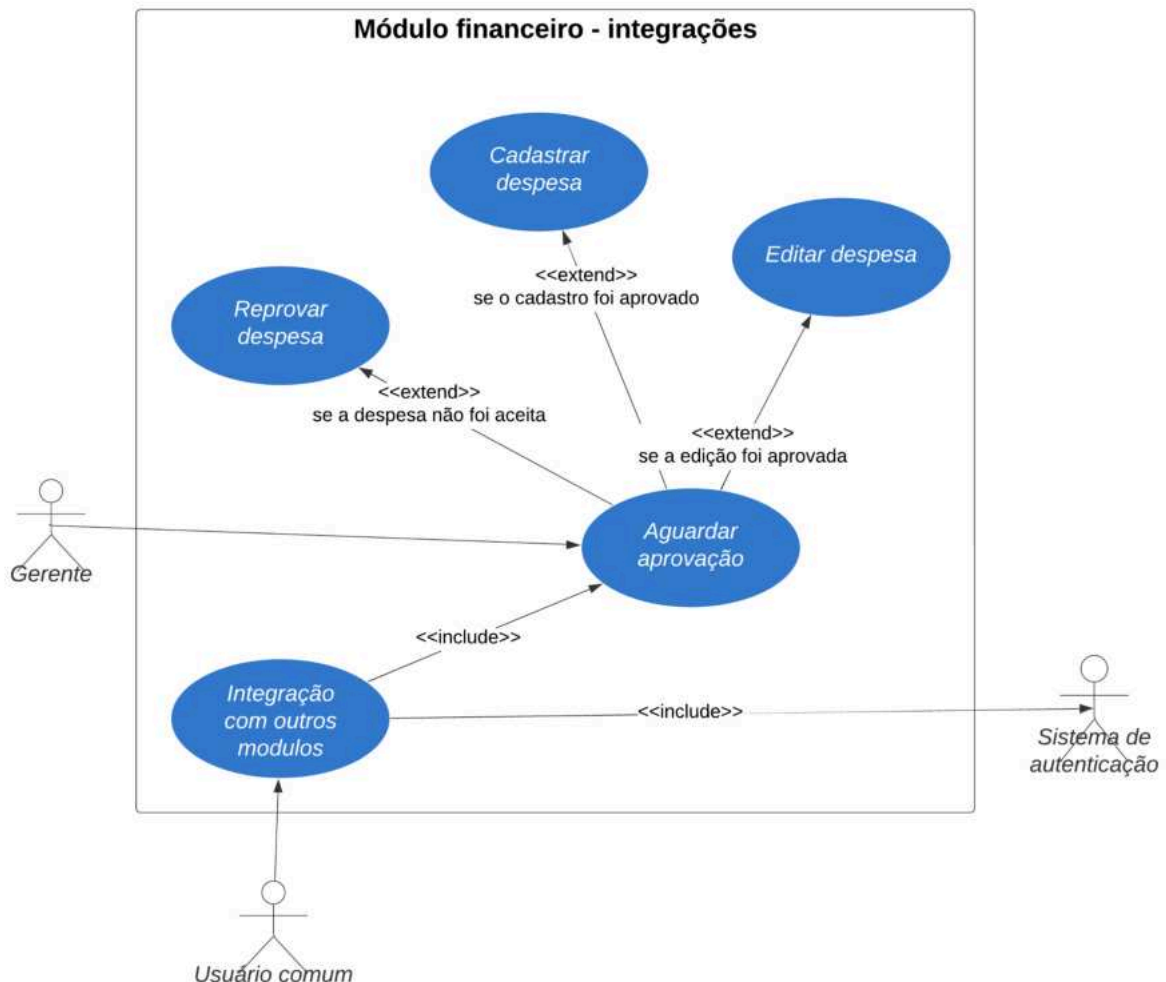 Módulo financeiro - integrações
Cadastrar
despesa
Editar despesa
<<extend>>
se o cadastro foi aprovado
Reprovar
despesa
<<extend>>
se a despesa não foi aceita
<<extend>>
se a edição foi aprovada
Aguardar
aprovação
Gerente
<<include>>
Integração
com outros
modulos
<<include>>
Sistema de
autenticação
Usuário comum